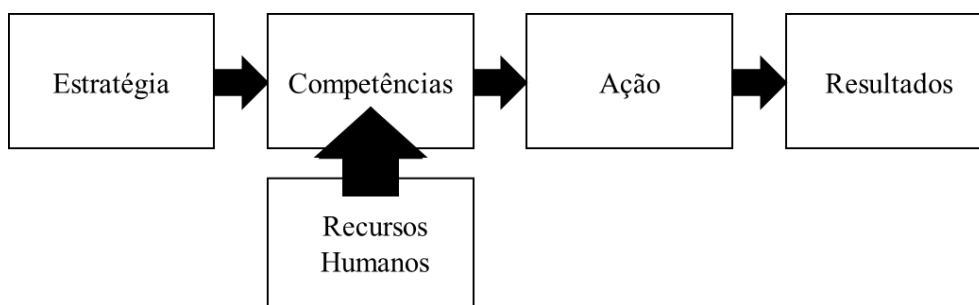 Estratégia
Competências
Ação
Resultados
Recursos
Humanos